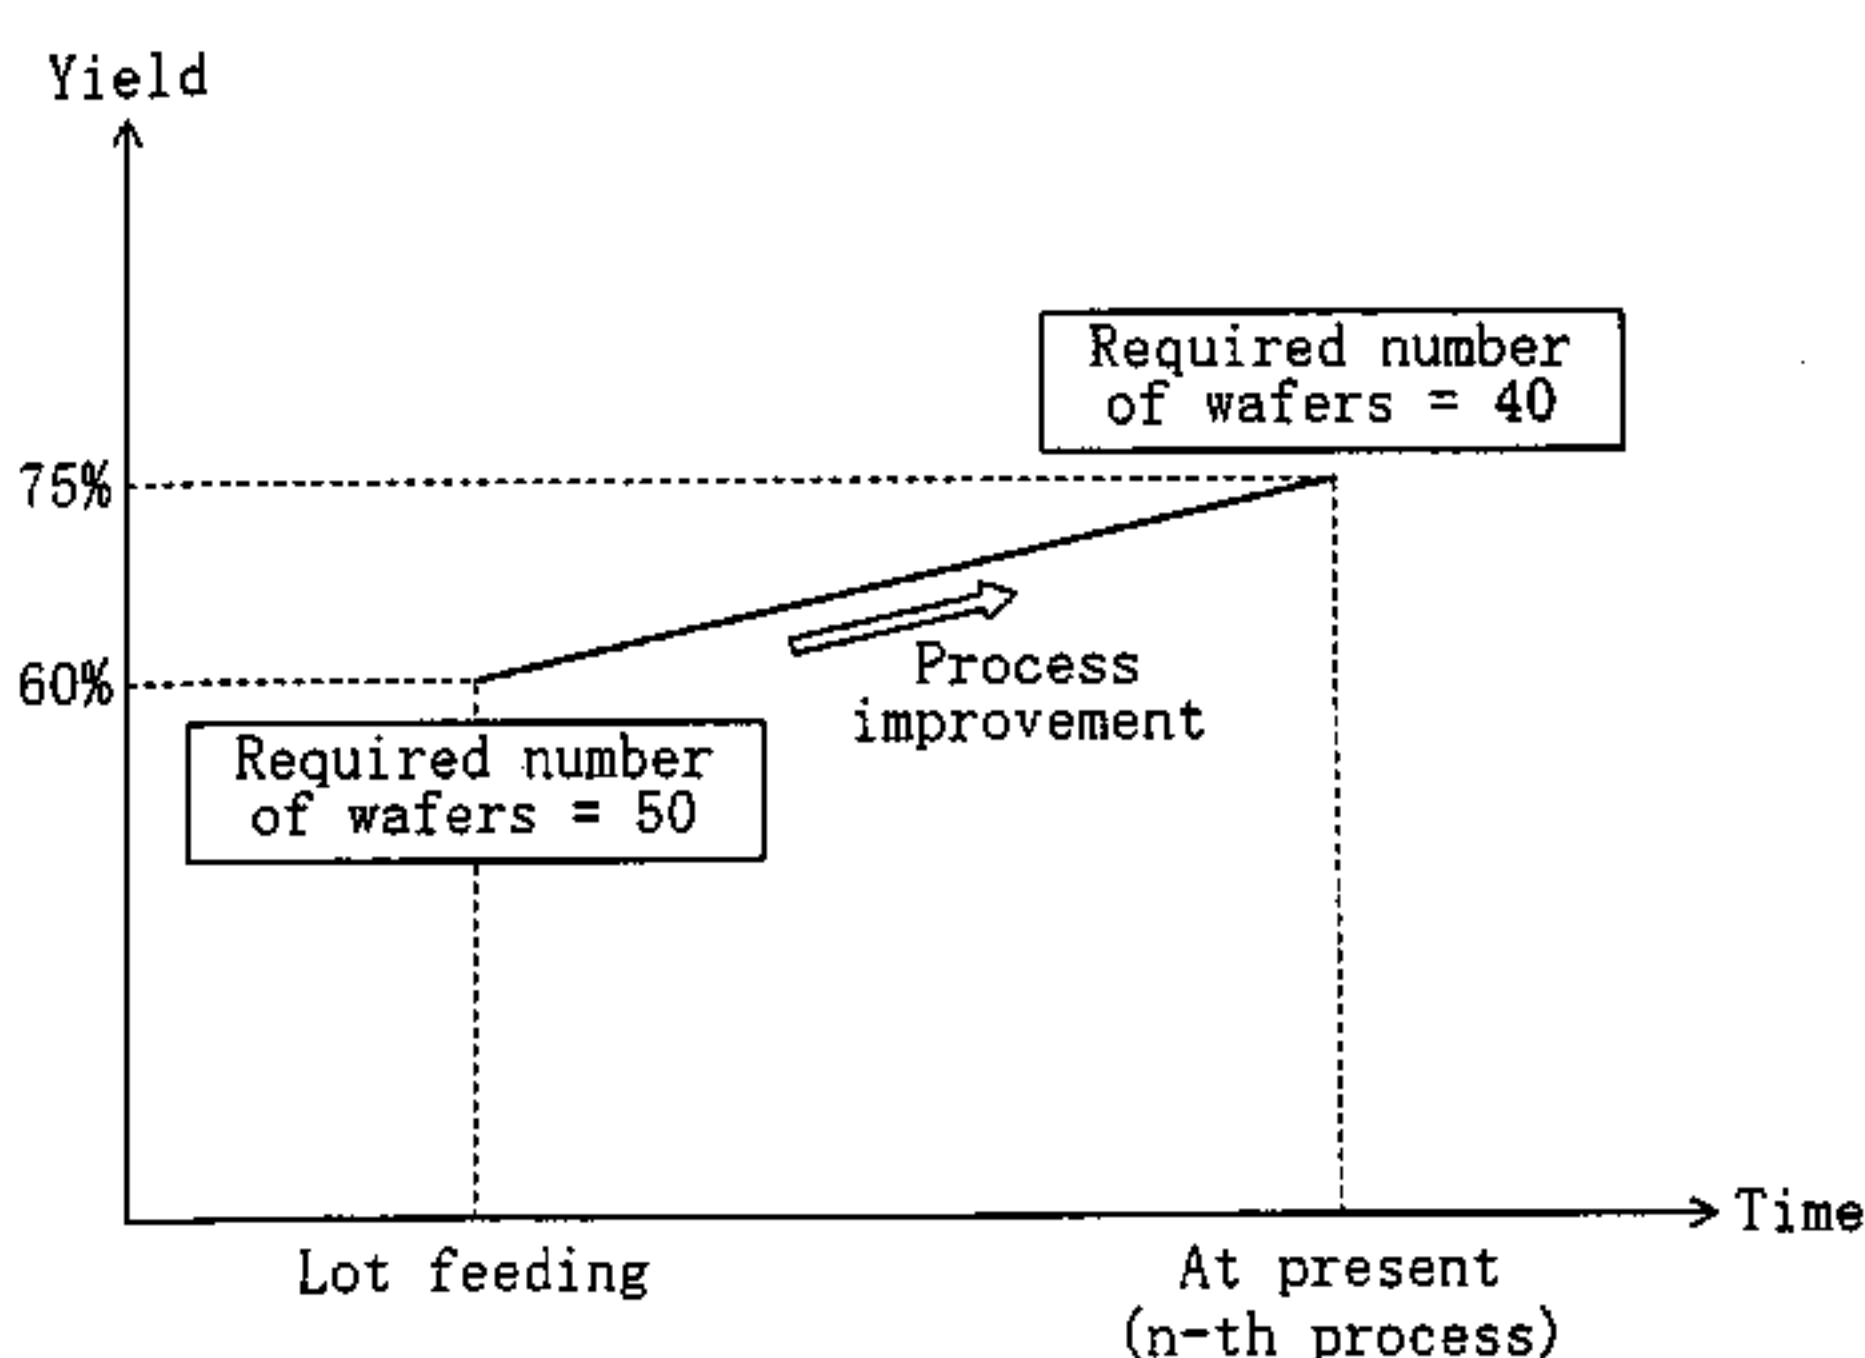 Yield
Required number
of wafers = 40
75%
60%
Process
improvement
Required number
of wafers = 50
Time
Lot feeding
At present
(n-th process)